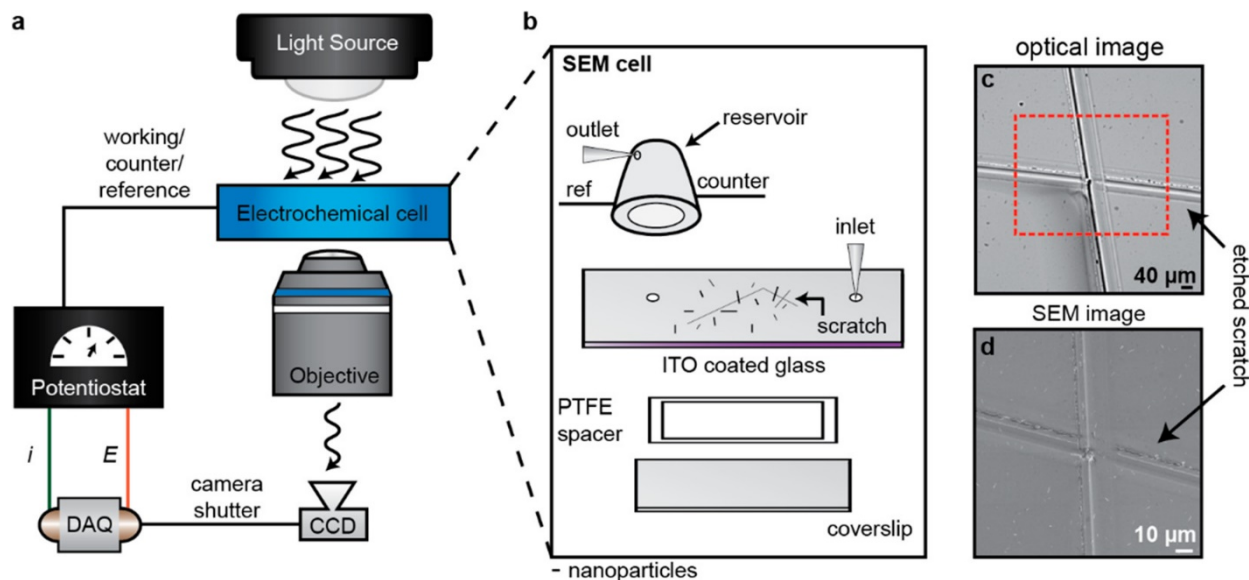 a
Light Source
working/
counter/
reference
Electrochemical cell
Potentiostat
Objective
i
E
camera
shutter
DAQ
CCD
b
SEM cell
outlet
reservoir
ref
counter
inlet
scratch
ITO coated glass
PTFE
spacer
coverslip
- nanoparticles
optical image
c
40 µm
etched scratch
SEM image
d
10 µm